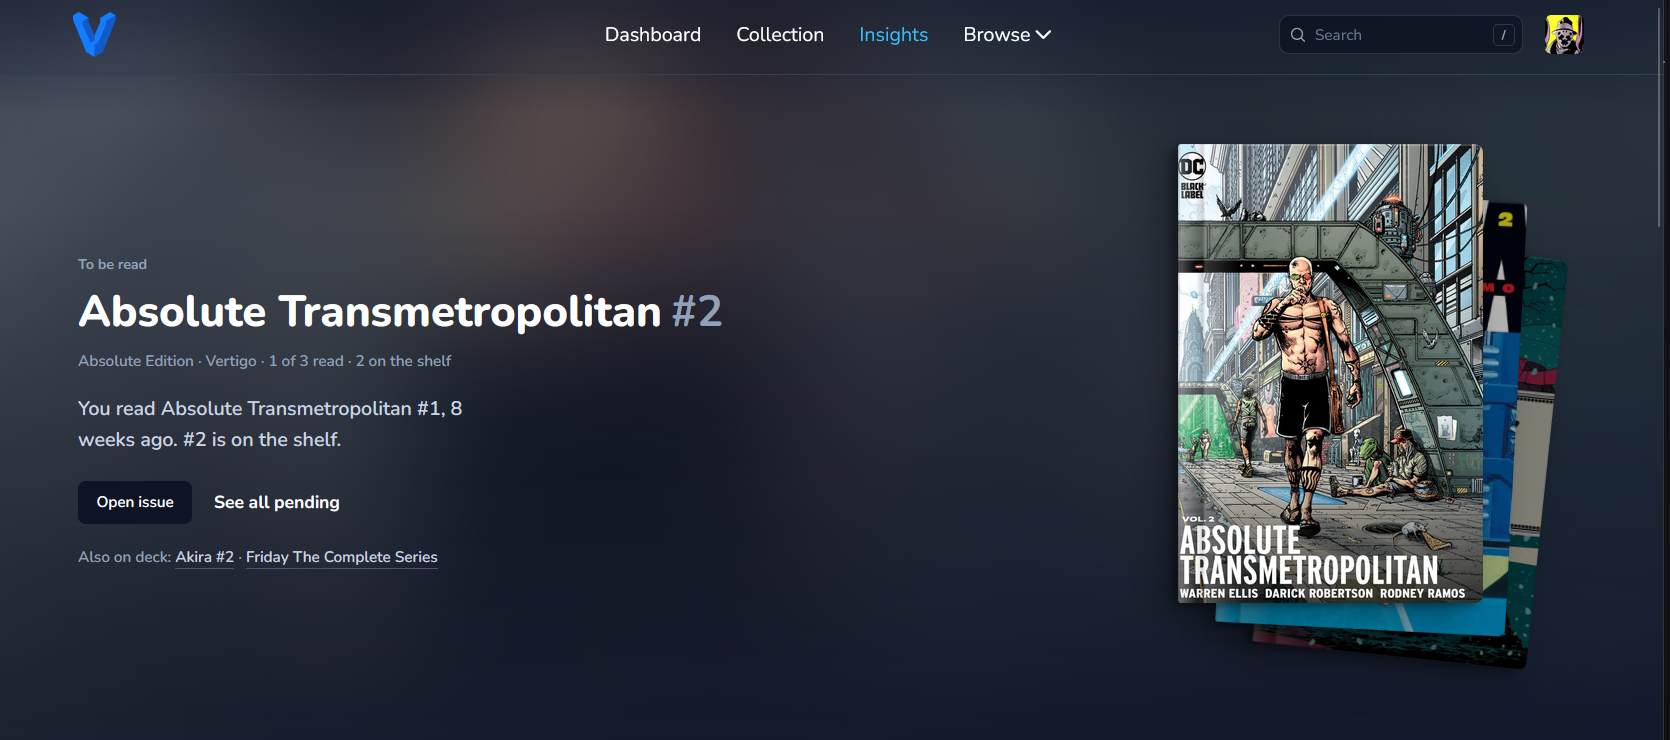 Dashboard
Collection
Insights
Browse
Search
/
To be read
Absolute Transmetropolitan #2
Absolute Edition · Vertigo · 1 of 3 read · 2 on the shelf
You read Absolute Transmetropolitan #1, 8
weeks ago. #2 is on the shelf.
Open issue
See all pending
Also on deck: Akira #2 · Friday The Complete Series
DC
BLACK
LABEL
VOL. 2
ABSOLUTE
TRANSMETROPOLITAN
WARREN ELLIS DARICK ROBERTSON RODNEY RAMOS
2